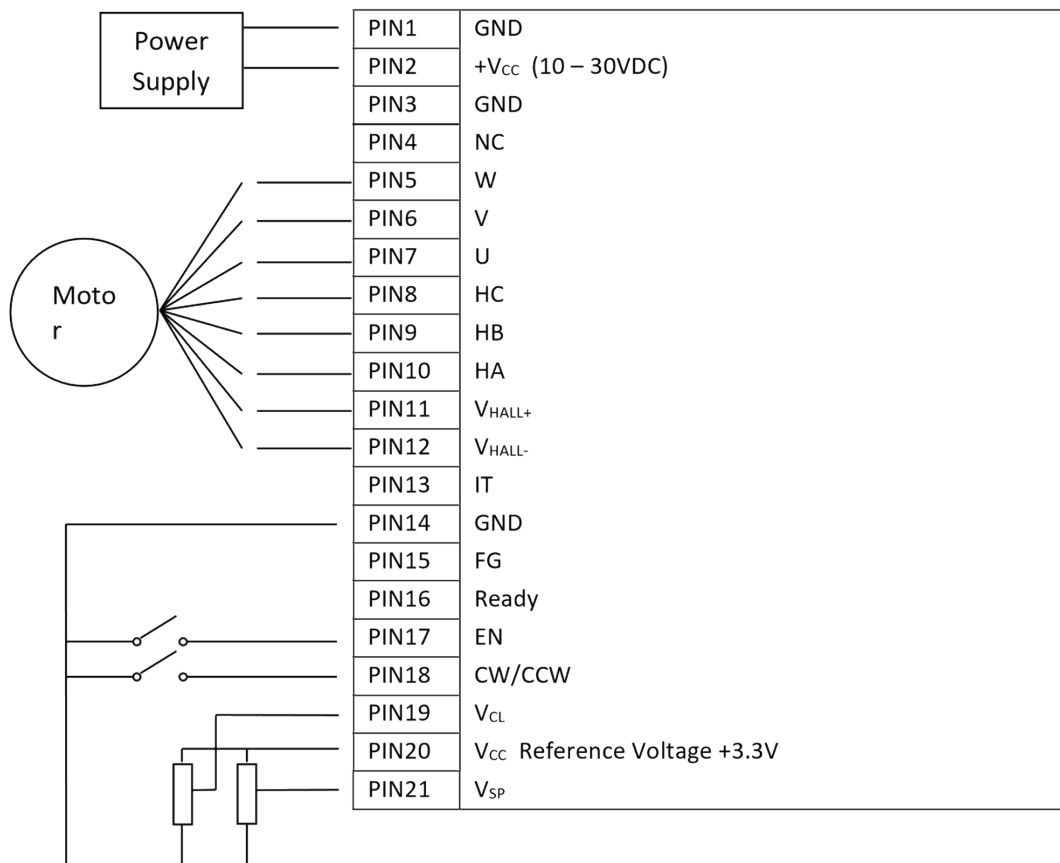 Power
Supply
Moto
r
PIN1 GND
PIN2 +VCC (10 – 30VDC)
PIN3 GND
PIN4 NC
PIN5 W
PIN6 V
PIN7 U
PIN8 HC
PIN9 HB
PIN10 HA
PIN11 VHALL+
PIN12 VHALL-
PIN13 IT
PIN14 GND
PIN15 FG
PIN16 Ready
PIN17 EN
PIN18 CW/CCW
PIN19 VCL
PIN20 VCC Reference Voltage +3.3V
PIN21 VSP